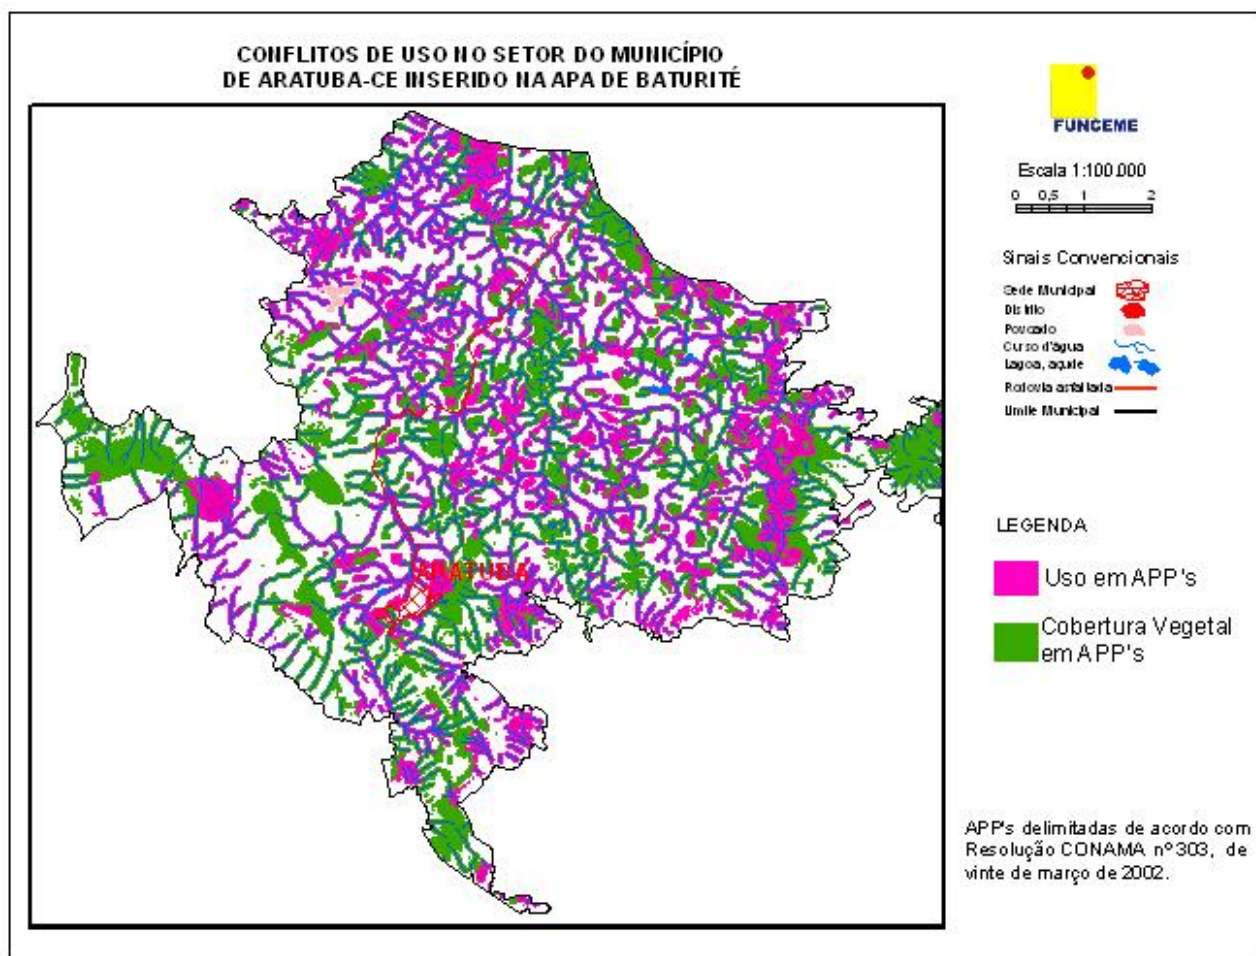 CONFLITOS DE USO NO SETOR DO MUNICÍPIO
DE ARATUBA-CE INSERIDO NA APA DE BATURITÉ
FUNCEME
Escala 1:100.000
0 0,5 1 2
Sinais Convencionais
Sede Municipal
Distrito
Povoado
Curso d'água
Lagoa, açude
Rodovia asfaltada
Limite Municipal
ARATUBA
LEGENDA
Uso em APP's
Cobertura Vegetal
em APP's
APP's delimitadas de acordo com
Resolução CONAMA nº 303, de
vinte de março de 2002.